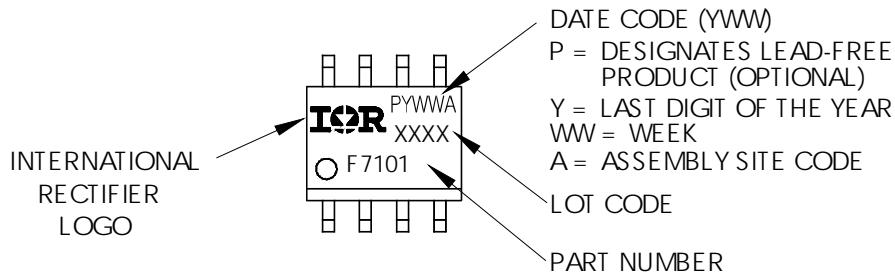 DATE CODE (YWW)
P = DESIGNATES LEAD-FREE
PRODUCT (OPTIONAL)
Y = LAST DIGIT OF THE YEAR
WW = WEEK
A = ASSEMBLY SITE CODE
LOT CODE
PART NUMBER
INTERNATIONAL
RECTIFIER
LOGO
IOR PYWWA
XXXX
F7101